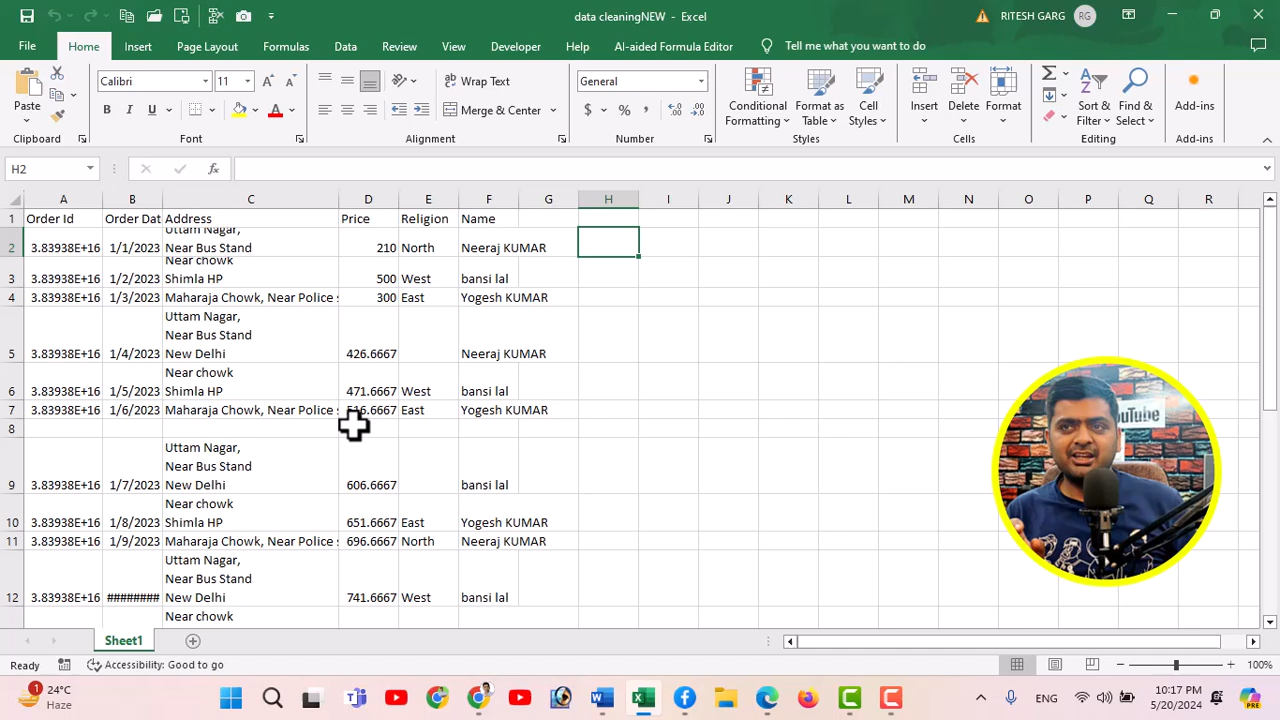 data cleaningNEW - Excel
RITESH GARG RG
File Home Insert Page Layout Formulas Data Review View Developer Help AI-aided Formula Editor Tell me what you want to do
Paste
Calibri 11
B I U
Wrap Text
Merge & Center
General
$ % ,
Conditional Formatting
Format as Table
Cell Styles
Insert
Delete
Format
Sort & Filter
Find & Select
Add-ins
Clipboard Font Alignment Number Styles Cells Editing Add-ins
H2
A B C D E F G H I J K L M N O P Q R
1 Order Id Order Dat Address Price Religion Name
Uttam Nagar,
2 3.83938E+16 1/1/2023 Near Bus Stand 210 North Neeraj KUMAR
Near chowk
3 3.83938E+16 1/2/2023 Shimla HP 500 West bansi lal
4 3.83938E+16 1/3/2023 Maharaja Chowk, Near Police s 300 East Yogesh KUMAR
Uttam Nagar,
Near Bus Stand
5 3.83938E+16 1/4/2023 New Delhi 426.6667 Neeraj KUMAR
Near chowk
6 3.83938E+16 1/5/2023 Shimla HP 471.6667 West bansi lal
7 3.83938E+16 1/6/2023 Maharaja Chowk, Near Police s 516.6667 East Yogesh KUMAR
8
Uttam Nagar,
Near Bus Stand
9 3.83938E+16 1/7/2023 New Delhi 606.6667 bansi lal
Near chowk
10 3.83938E+16 1/8/2023 Shimla HP 651.6667 East Yogesh KUMAR
11 3.83938E+16 1/9/2023 Maharaja Chowk, Near Police s 696.6667 North Neeraj KUMAR
Uttam Nagar,
Near Bus Stand
12 3.83938E+16 ######## New Delhi 741.6667 West bansi lal
Near chowk
YouTube
Sheet1
Ready Accessibility: Good to go 100%
1 24°C
Haze
ENG
10:17 PM
5/20/2024
PRE